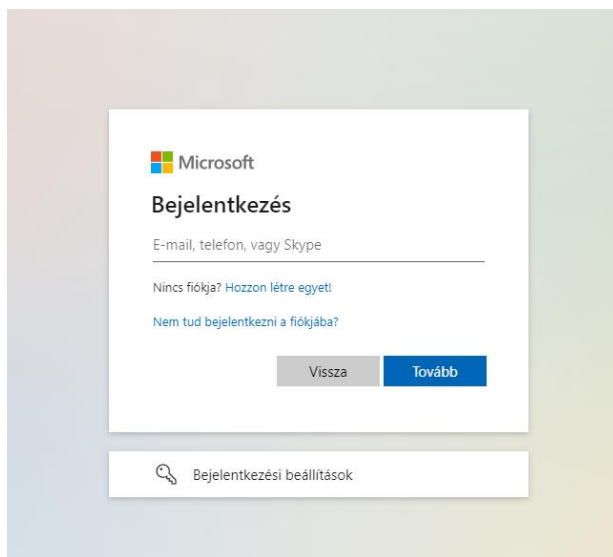 Microsoft
Bejelentkezés
E-mail, telefon, vagy Skype
Nincs fiókja? Hozzon létre egyet!
Nem tud bejelentkezni a fiókjába?
Vissza Tovább
Bejelentkezési beállítások